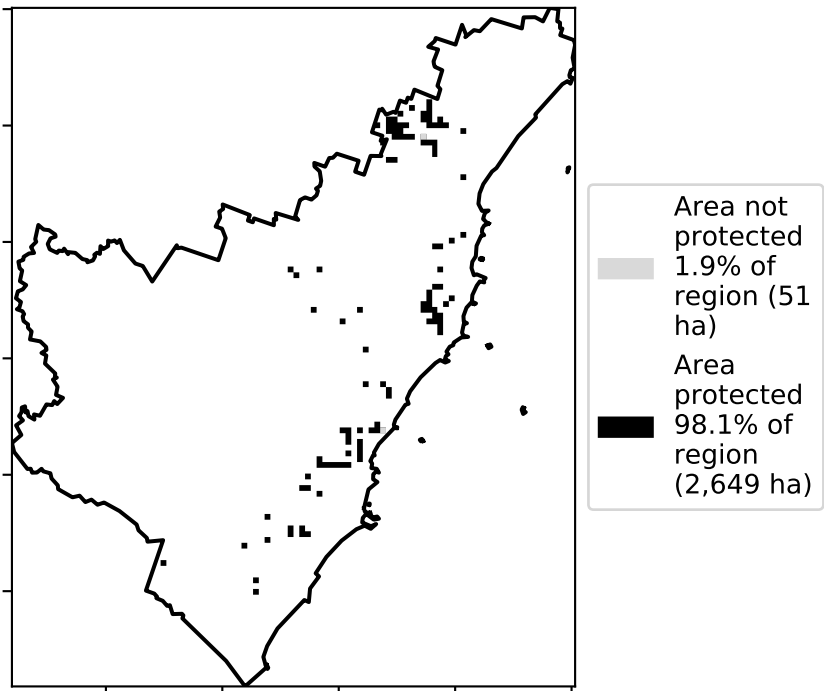 Area not
protected
1.9% of
region (51
ha)
Area
protected
98.1% of
region
(2,649 ha)